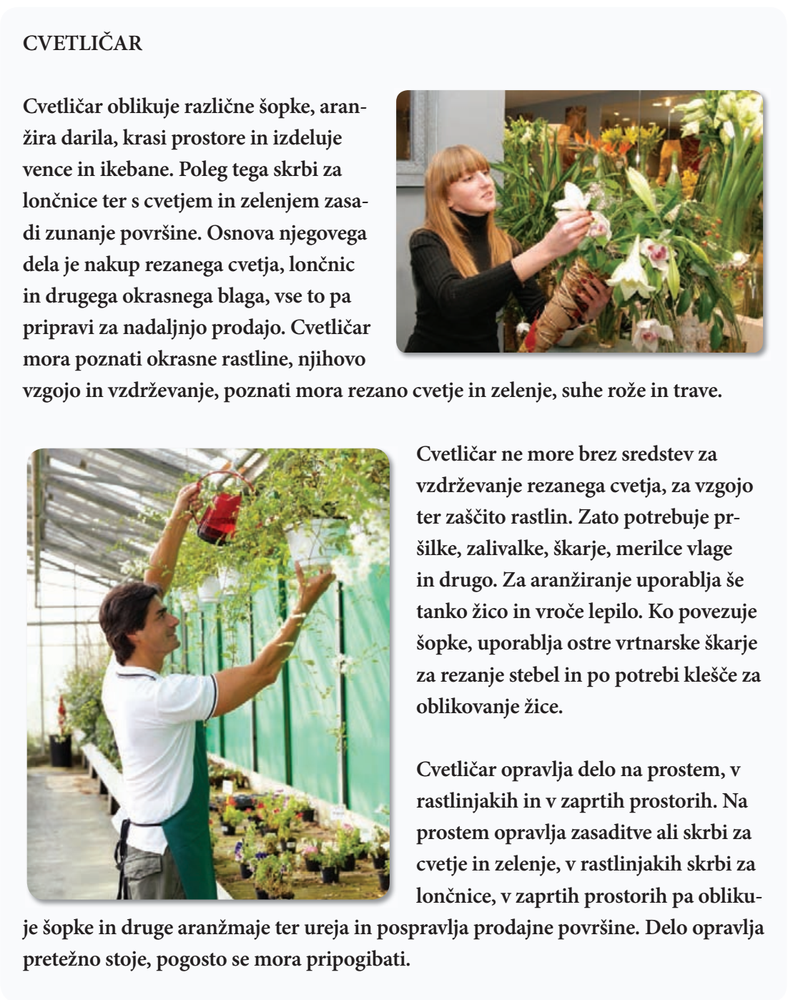 CVETLIČAR
Cvetličar oblikuje različne šopke, aran-
žira darila, krasi prostore in izdeluje
vence in ikebane. Poleg tega skrbi za
lončnice ter s cvetjem in zelenjem zasa-
di zunanje površine. Osnova njegovega
dela je nakup rezanega cvetja, lončnic
in drugega okrasnega blaga, vse to pa
pripravi za nadaljnjo prodajo. Cvetličar
mora poznati okrasne rastline, njihovo
vzgojo in vzdrževanje, poznati mora rezano cvetje in zelenje, suhe rože in trave.
Cvetličar ne more brez sredstev za
vzdrževanje rezanega cvetja, za vzgojo
ter zaščito rastlin. Zato potrebuje pr-
šilke, zalivalke, škarje, merilce vlage
in drugo. Za aranžiranje uporablja še
tanko žico in vroče lepilo. Ko povezuje
šopke, uporablja ostre vrtnarske škarje
za rezanje stebel in po potrebi klešče za
oblikovanje žice.
Cvetličar opravlja delo na prostem, v
rastlinjakih in v zaprtih prostorih. Na
prostem opravlja zasaditve ali skrbi za
cvetje in zelenje, v rastlinjakih skrbi za
lončnice, v zaprtih prostorih pa obliku-
je šopke in druge aranžmaje ter ureja in pospravlja prodajne površine. Delo opravlja
pretežno stoje, pogosto se mora pripogibati.